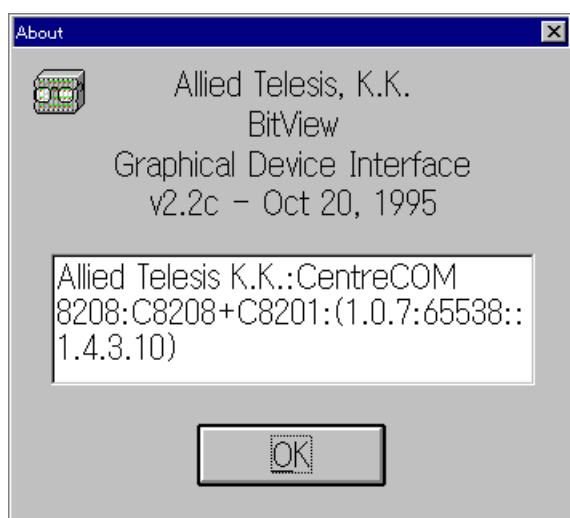 About
Allied Telesis, K.K.
BitView
Graphical Device Interface
v2.2c - Oct 20, 1995
Allied Telesis K.K.:CentreCOM
8208:C8208+C8201:(1.0.7:65538::
1.4.3.10)
OK